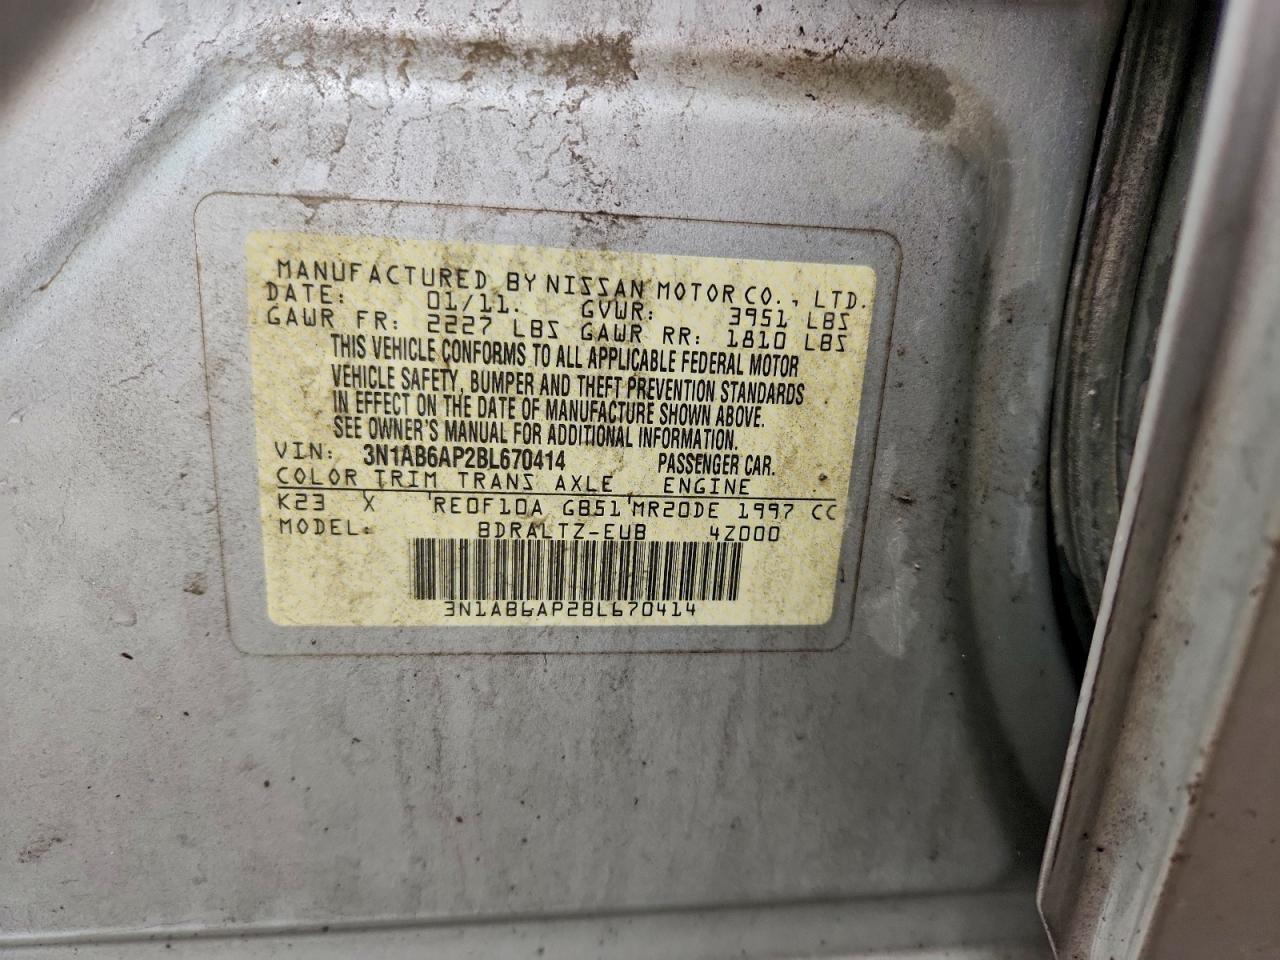 MANUFACTURED BY NISSAN MOTOR CO., LTD.
DATE: 01/11. GVWR: 3951 LBS
GAWR FR: 2227 LBS GAWR RR: 1810 LBS
THIS VEHICLE CONFORMS TO ALL APPLICABLE FEDERAL MOTOR
VEHICLE SAFETY, BUMPER AND THEFT PREVENTION STANDARDS
IN EFFECT ON THE DATE OF MANUFACTURE SHOWN ABOVE.
SEE OWNER'S MANUAL FOR ADDITIONAL INFORMATION.
VIN: 3N1AB6AP2BL670414 PASSENGER CAR.
COLOR TRIM TRANS AXLE ENGINE
K23 X RE0F10A GB51 MR20DE 1997 CC
MODEL: BDRALTZ-EUB 4Z000
3N1AB6AP2BL670414